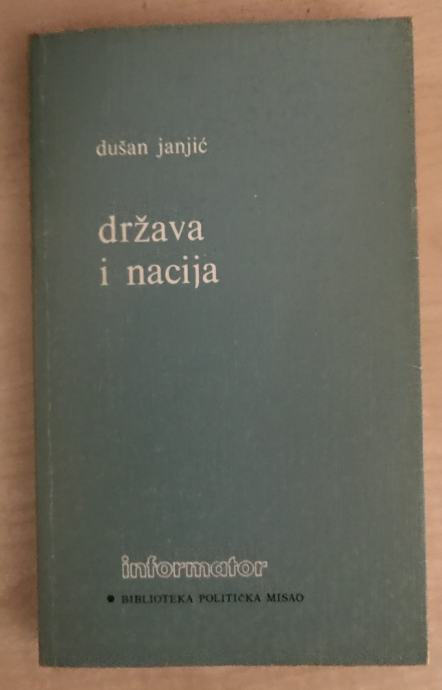 dušan janjić
država
i nacija
informator
• BIBLIOTEKA POLITIČKA MISAO